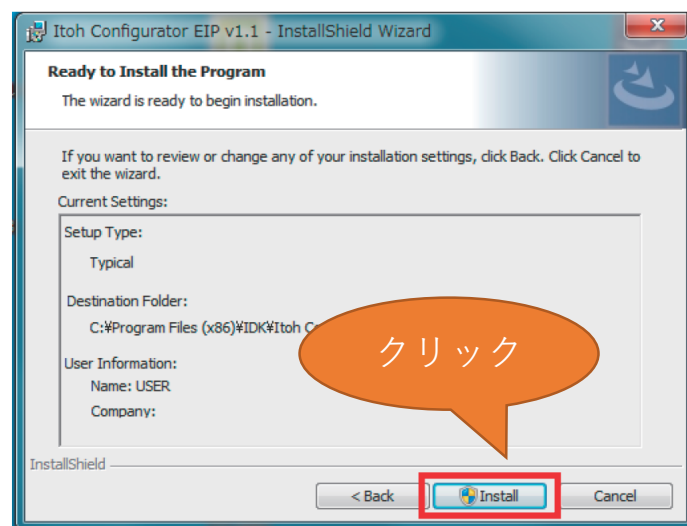 Itoh Configurator EIP v1.1 - InstallShield Wizard
Ready to Install the Program
The wizard is ready to begin installation.
If you want to review or change any of your installation settings, click Back. Click Cancel to
exit the wizard.
Current Settings:
Setup Type:
Typical
Destination Folder:
C:¥Program Files (x86)¥IDK¥Itoh
クリック
User Information:
Name: USER
Company:
InstallShield
< Back
Install
Cancel